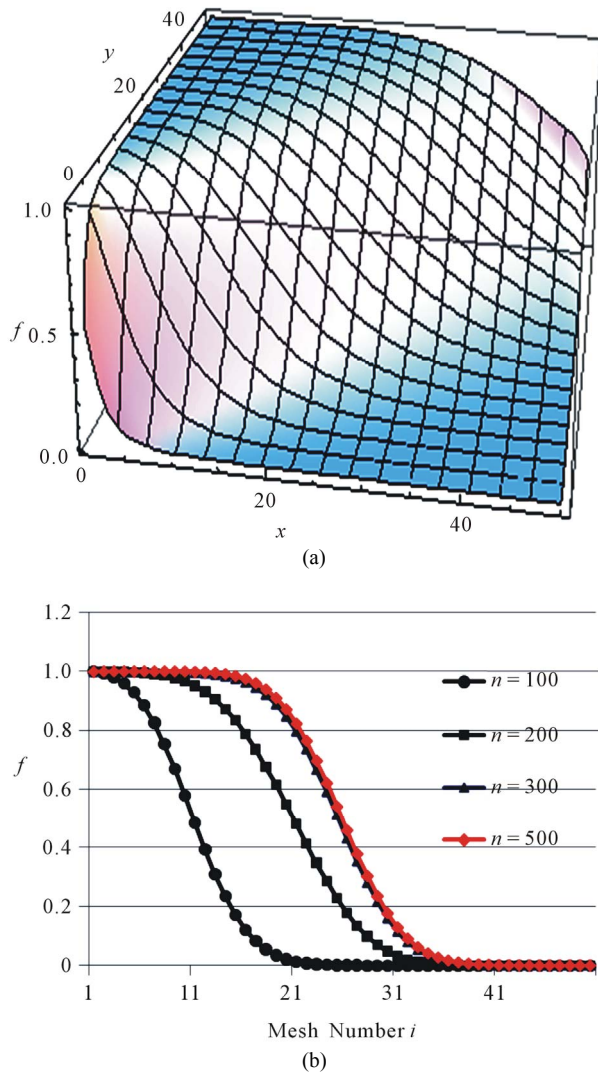 40
y
20
0
1.0
f 0.5
0.0
0
20
40
x
(a)
1.2
1.0
0.8
f 0.6
0.4
0.2
0
1 11 21 31 41
n = 100
n = 200
n = 300
n = 500
Mesh Number i
(b)